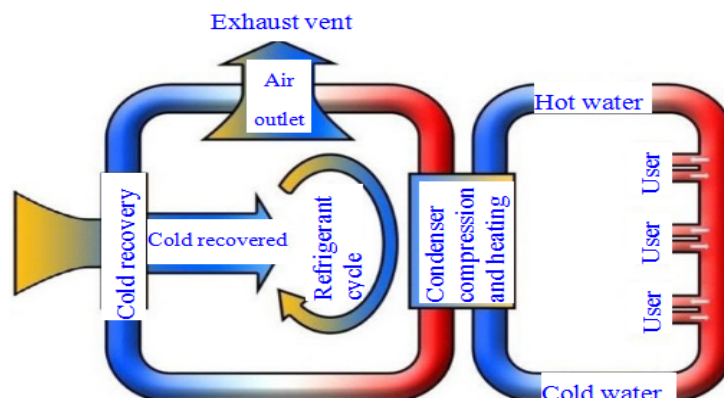 Exhaust vent
Air
outlet
Hot water
Cold recovery
Cold recovered
Refrigerant
cycle
Condenser
compression
and heating
User
User
User
Cold water